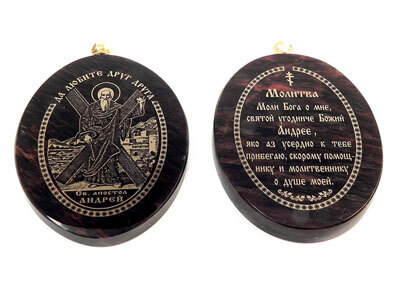 ДА ЛЮБИТЕ ДРУГ ДРУГА
Св. апостол
АНДРЕЙ
Молитва
Моли Бога о мне,
святой угодниче Божий
Андрее,
яко аз усердно к тебе
прибегаю, скорому помощ-
нику и молитвеннику
о душе моей.